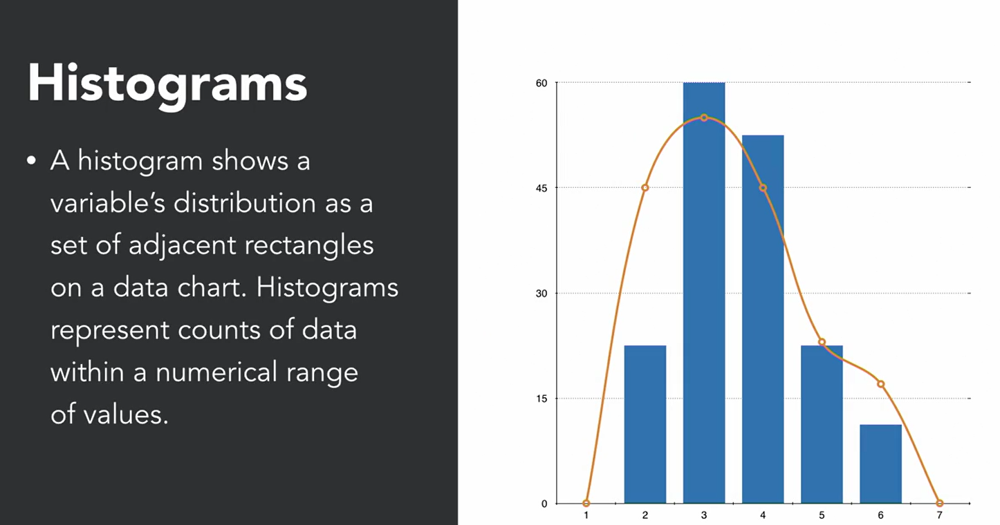 Histograms
• A histogram shows a
variable’s distribution as a
set of adjacent rectangles
on a data chart. Histograms
represent counts of data
within a numerical range
of values.
60
45
30
15
0
1 2 3 4 5 6 7